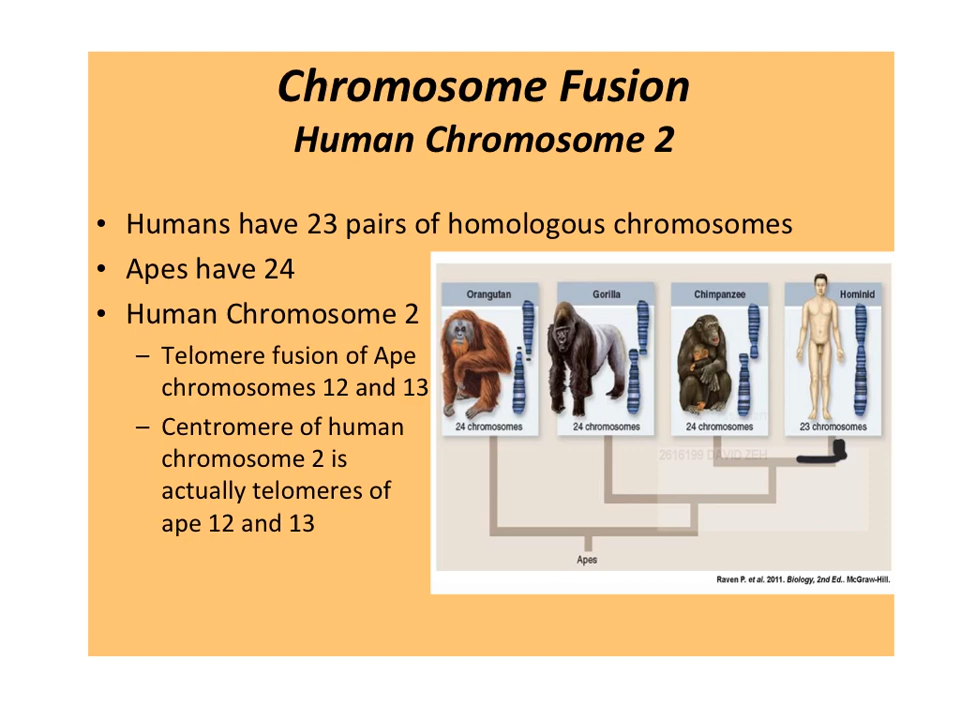 Chromosome Fusion
Human Chromosome 2
• Humans have 23 pairs of homologous chromosomes
• Apes have 24
• Human Chromosome 2
– Telomere fusion of Ape
chromosomes 12 and 13
– Centromere of human
chromosome 2 is
actually telomeres of
ape 12 and 13
Orangutan
Gorilla
Chimpanzee
Hominid
24 chromosomes
24 chromosomes
24 chromosomes
23 chromosomes
2616199 DAVID ZEH
Apes
Raven P. et al. 2011. Biology, 2nd Ed.. McGraw-Hill.